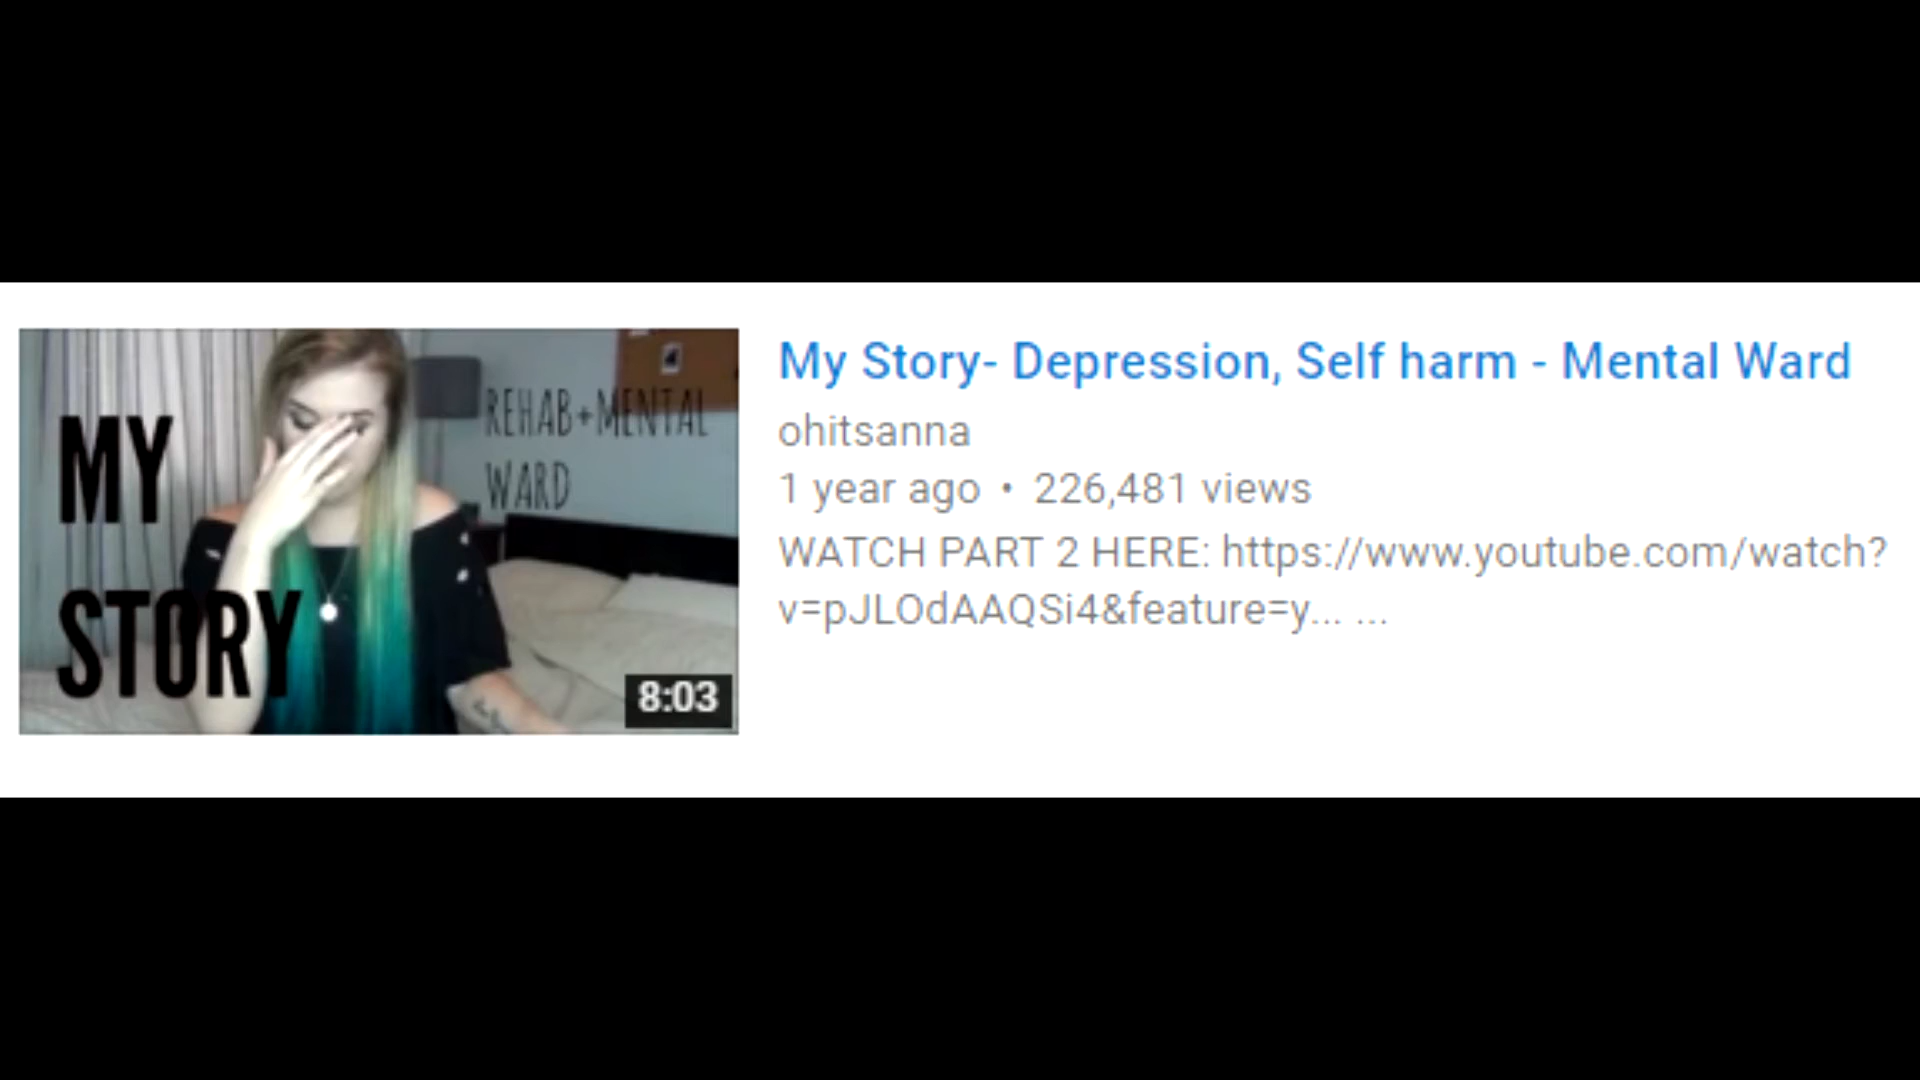 MY
STORY
REHAB+MENTAL
WARD
8:03
My Story- Depression, Self harm - Mental Ward
ohitsanna
1 year ago • 226,481 views
WATCH PART 2 HERE: https://www.youtube.com/watch?
v=pJLOdAAQSi4&feature=y... ...